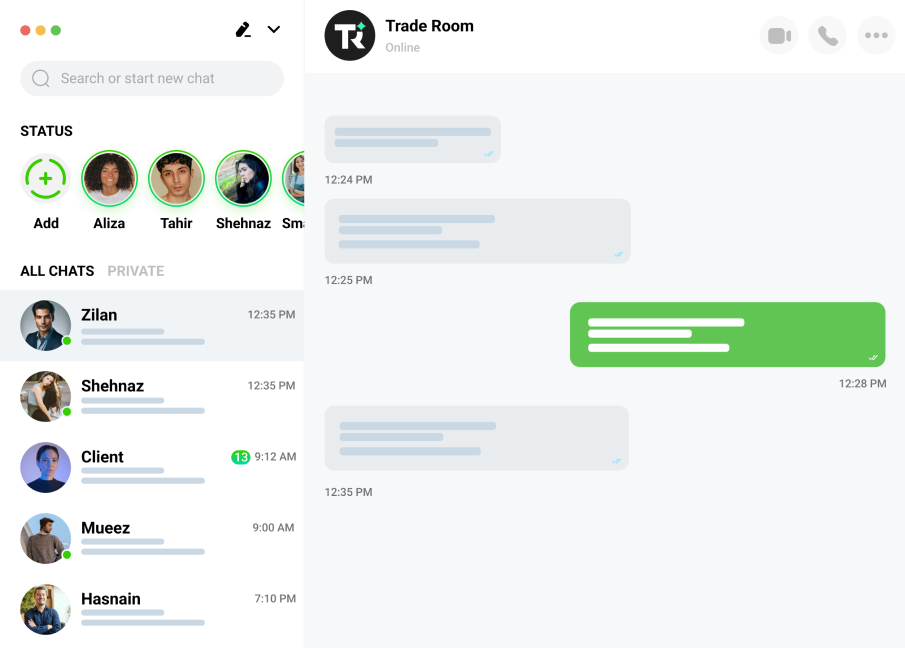 Search or start new chat
STATUS
Add
Aliza
Tahir
Shehnaz
Sma
ALL CHATS PRIVATE
Zilan
12:35 PM
Shehnaz
12:35 PM
Client
13 9:12 AM
Mueez
9:00 AM
Hasnain
7:10 PM
TR
Trade Room
Online
12:24 PM
12:25 PM
12:28 PM
12:35 PM